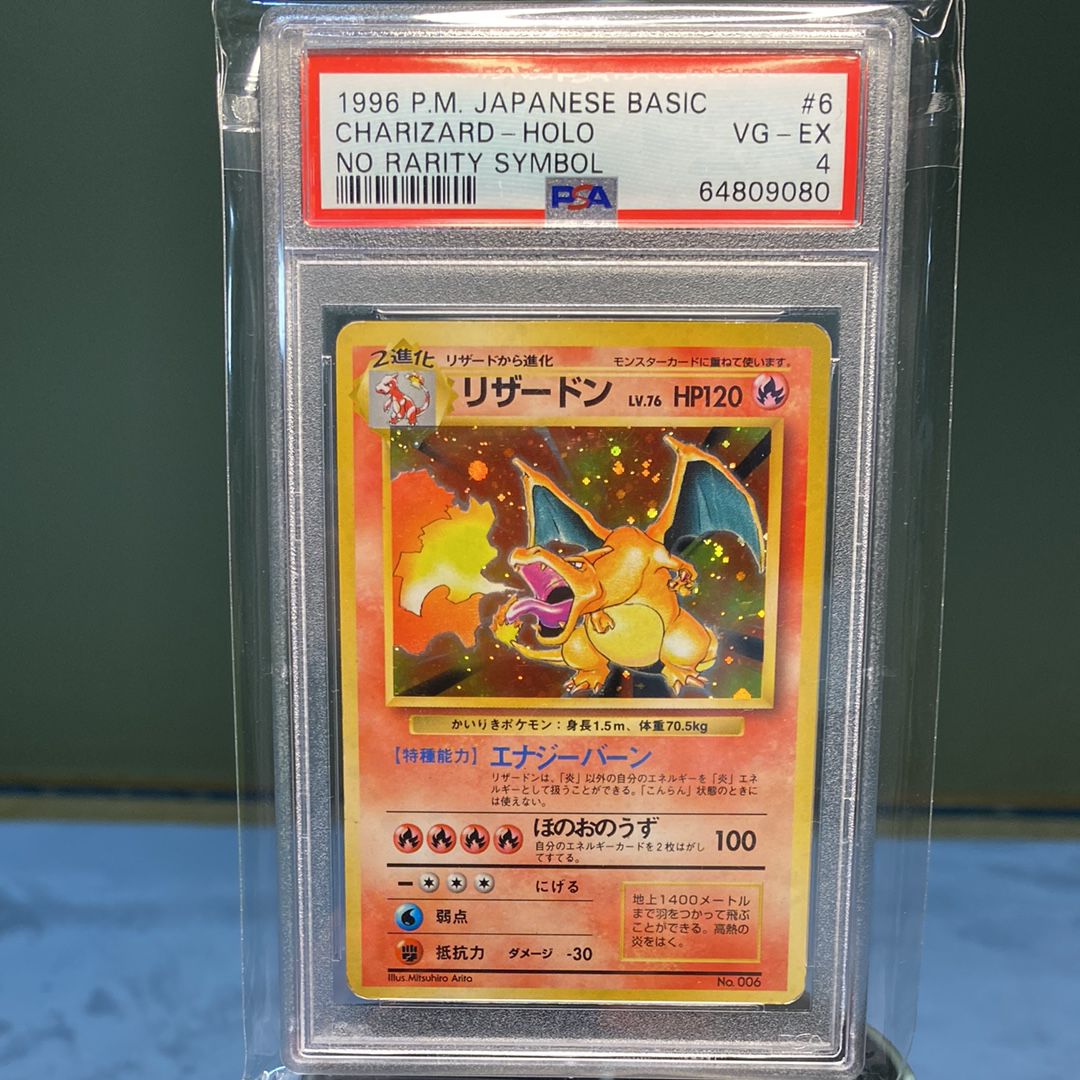 1996 P.M. JAPANESE BASIC #6
CHARIZARD-HOLO VG-EX
NO RARITY SYMBOL 4
PSA 64809080
2進化 リザードから進化 モンスターカードに重ねて使います。
リザードン LV.76 HP120
かいりきポケモン：身長1.5m、体重70.5kg
【特種能力】 エナジーバーン
リザードンは、「炎」以外の自分のエネルギーを「炎」エネ
ルギーとして扱うことができる。「こんらん」状態のときに
は使えない。
ほのおのうず 100
自分のエネルギーカードを2枚はがし
てすてる。
にげる
弱点
抵抗力 ダメージ -30
地上1400メートル
まで羽をつかって飛ぶ
ことができる。高熱の
炎をはく。
Illus.Mitsuhiro Arita No.006